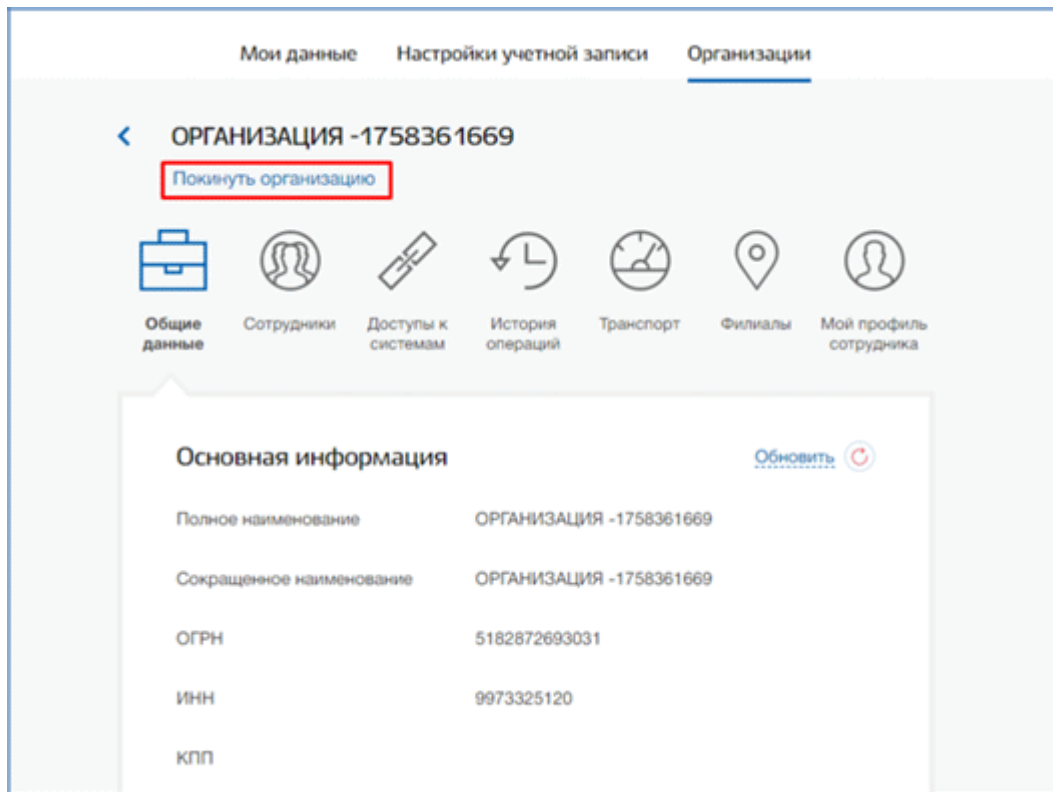 Мои данные Настройки учетной записи Организации
ОРГАНИЗАЦИЯ -1758361669
Покинуть организацию
Общие данные
Сотрудники
Доступы к системам
История операций
Транспорт
Филиалы
Мой профиль сотрудника
Основная информация Обновить
Полное наименование ОРГАНИЗАЦИЯ -1758361669
Сокращенное наименование ОРГАНИЗАЦИЯ -1758361669
ОГРН 5182872693031
ИНН 9973325120
КПП